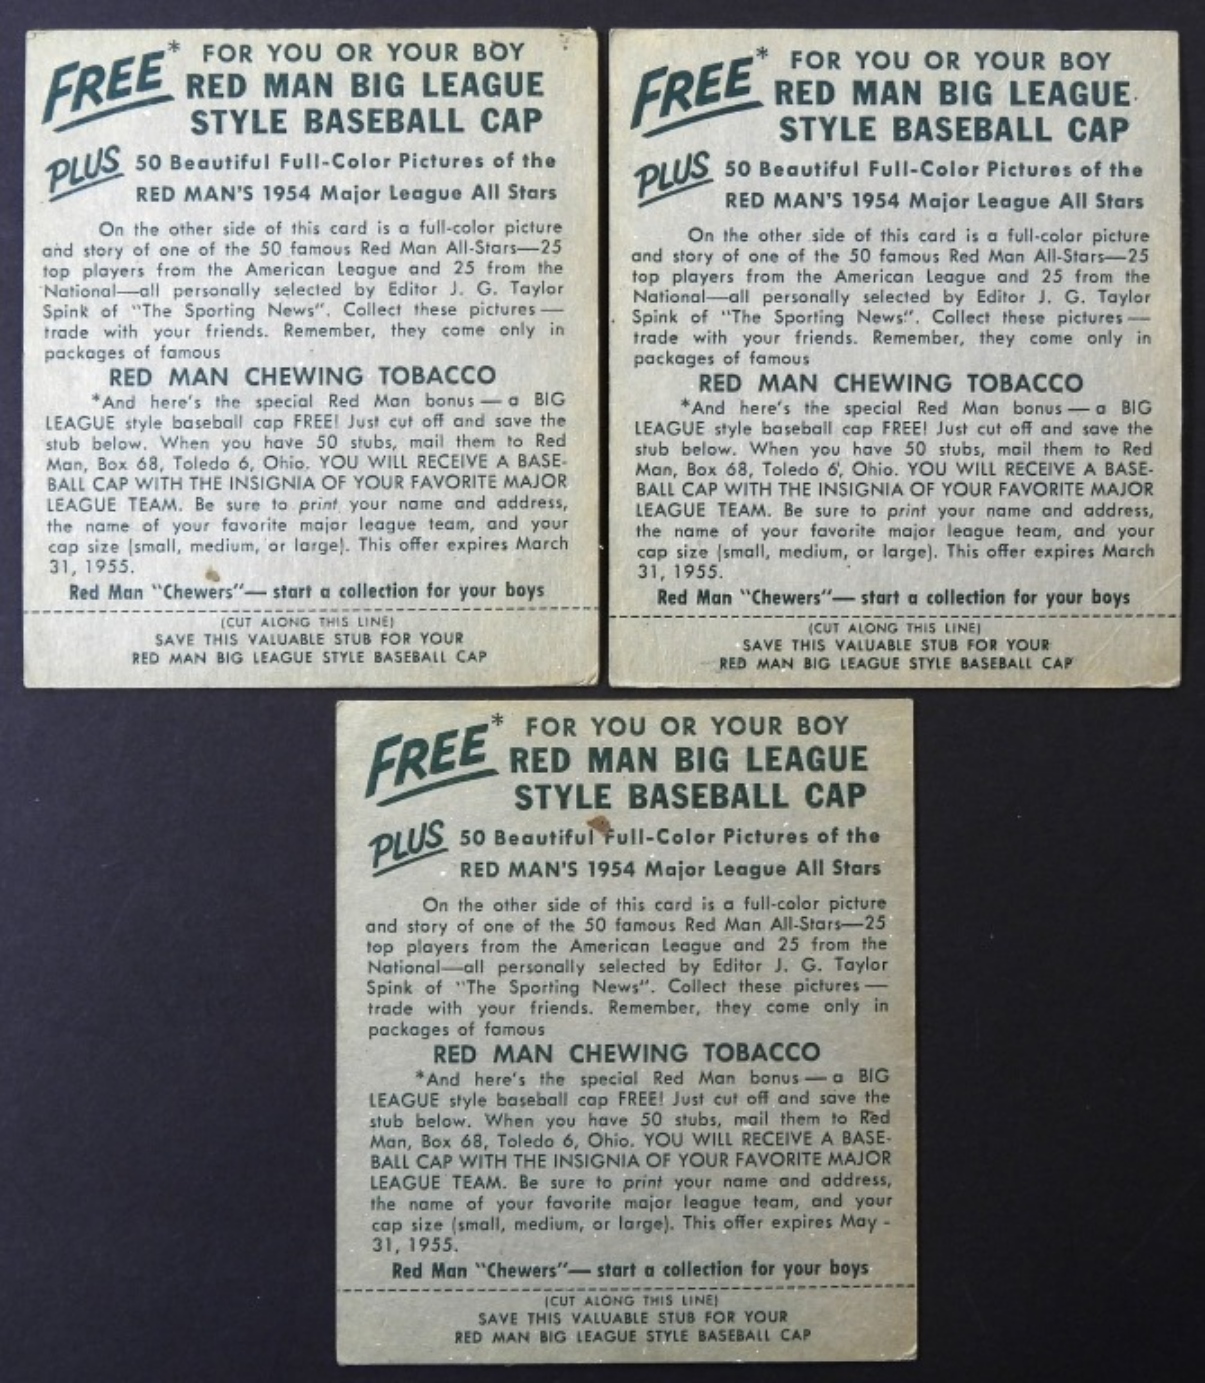 FREE* FOR YOU OR YOUR BOY
RED MAN BIG LEAGUE
STYLE BASEBALL CAP
PLUS 50 Beautiful Full-Color Pictures of the
RED MAN'S 1954 Major League All Stars
On the other side of this card is a full-color picture
and story of one of the 50 famous Red Man All-Stars—25
top players from the American League and 25 from the
National—all personally selected by Editor J. G. Taylor
Spink of "The Sporting News". Collect these pictures —
trade with your friends. Remember, they come only in
packages of famous
RED MAN CHEWING TOBACCO
*And here's the special Red Man bonus — a BIG
LEAGUE style baseball cap FREE! Just cut off and save the
stub below. When you have 50 stubs, mail them to Red
Man, Box 68, Toledo 6, Ohio. YOU WILL RECEIVE A BASE-
BALL CAP WITH THE INSIGNIA OF YOUR FAVORITE MAJOR
LEAGUE TEAM. Be sure to print your name and address,
the name of your favorite major league team, and your
cap size (small, medium, or large). This offer expires March
31, 1955.
Red Man "Chewers"— start a collection for your boys
(CUT ALONG THIS LINE)
SAVE THIS VALUABLE STUB FOR YOUR
RED MAN BIG LEAGUE STYLE BASEBALL CAP
FREE* FOR YOU OR YOUR BOY
RED MAN BIG LEAGUE
STYLE BASEBALL CAP
PLUS 50 Beautiful Full-Color Pictures of the
RED MAN'S 1954 Major League All Stars
On the other side of this card is a full-color picture
and story of one of the 50 famous Red Man All-Stars—25
top players from the American League and 25 from the
National—all personally selected by Editor J. G. Taylor
Spink of "The Sporting News". Collect these pictures —
trade with your friends. Remember, they come only in
packages of famous
RED MAN CHEWING TOBACCO
*And here's the special Red Man bonus — a BIG
LEAGUE style baseball cap FREE! Just cut off and save the
stub below. When you have 50 stubs, mail them to Red
Man, Box 68, Toledo 6, Ohio. YOU WILL RECEIVE A BASE-
BALL CAP WITH THE INSIGNIA OF YOUR FAVORITE MAJOR
LEAGUE TEAM. Be sure to print your name and address,
the name of your favorite major league team, and your
cap size (small, medium, or large). This offer expires March
31, 1955.
Red Man "Chewers"— start a collection for your boys
(CUT ALONG THIS LINE)
SAVE THIS VALUABLE STUB FOR YOUR
RED MAN BIG LEAGUE STYLE BASEBALL CAP
FREE* FOR YOU OR YOUR BOY
RED MAN BIG LEAGUE
STYLE BASEBALL CAP
PLUS 50 Beautiful Full-Color Pictures of the
RED MAN'S 1954 Major League All Stars
On the other side of this card is a full-color picture
and story of one of the 50 famous Red Man All-Stars—25
top players from the American League and 25 from the
National—all personally selected by Editor J. G. Taylor
Spink of "The Sporting News". Collect these pictures —
trade with your friends. Remember, they come only in
packages of famous
RED MAN CHEWING TOBACCO
*And here's the special Red Man bonus — a BIG
LEAGUE style baseball cap FREE! Just cut off and save the
stub below. When you have 50 stubs, mail them to Red
Man, Box 68, Toledo 6, Ohio. YOU WILL RECEIVE A BASE-
BALL CAP WITH THE INSIGNIA OF YOUR FAVORITE MAJOR
LEAGUE TEAM. Be sure to print your name and address,
the name of your favorite major league team, and your
cap size (small, medium, or large). This offer expires May -
31, 1955.
Red Man "Chewers"— start a collection for your boys
(CUT ALONG THIS LINE)
SAVE THIS VALUABLE STUB FOR YOUR
RED MAN BIG LEAGUE STYLE BASEBALL CAP